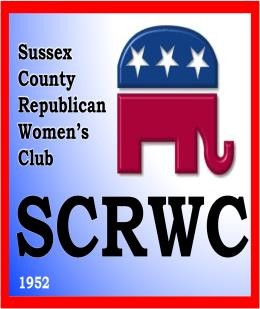 Sussex
County
Republican
Women's
Club
SCRWC
1952